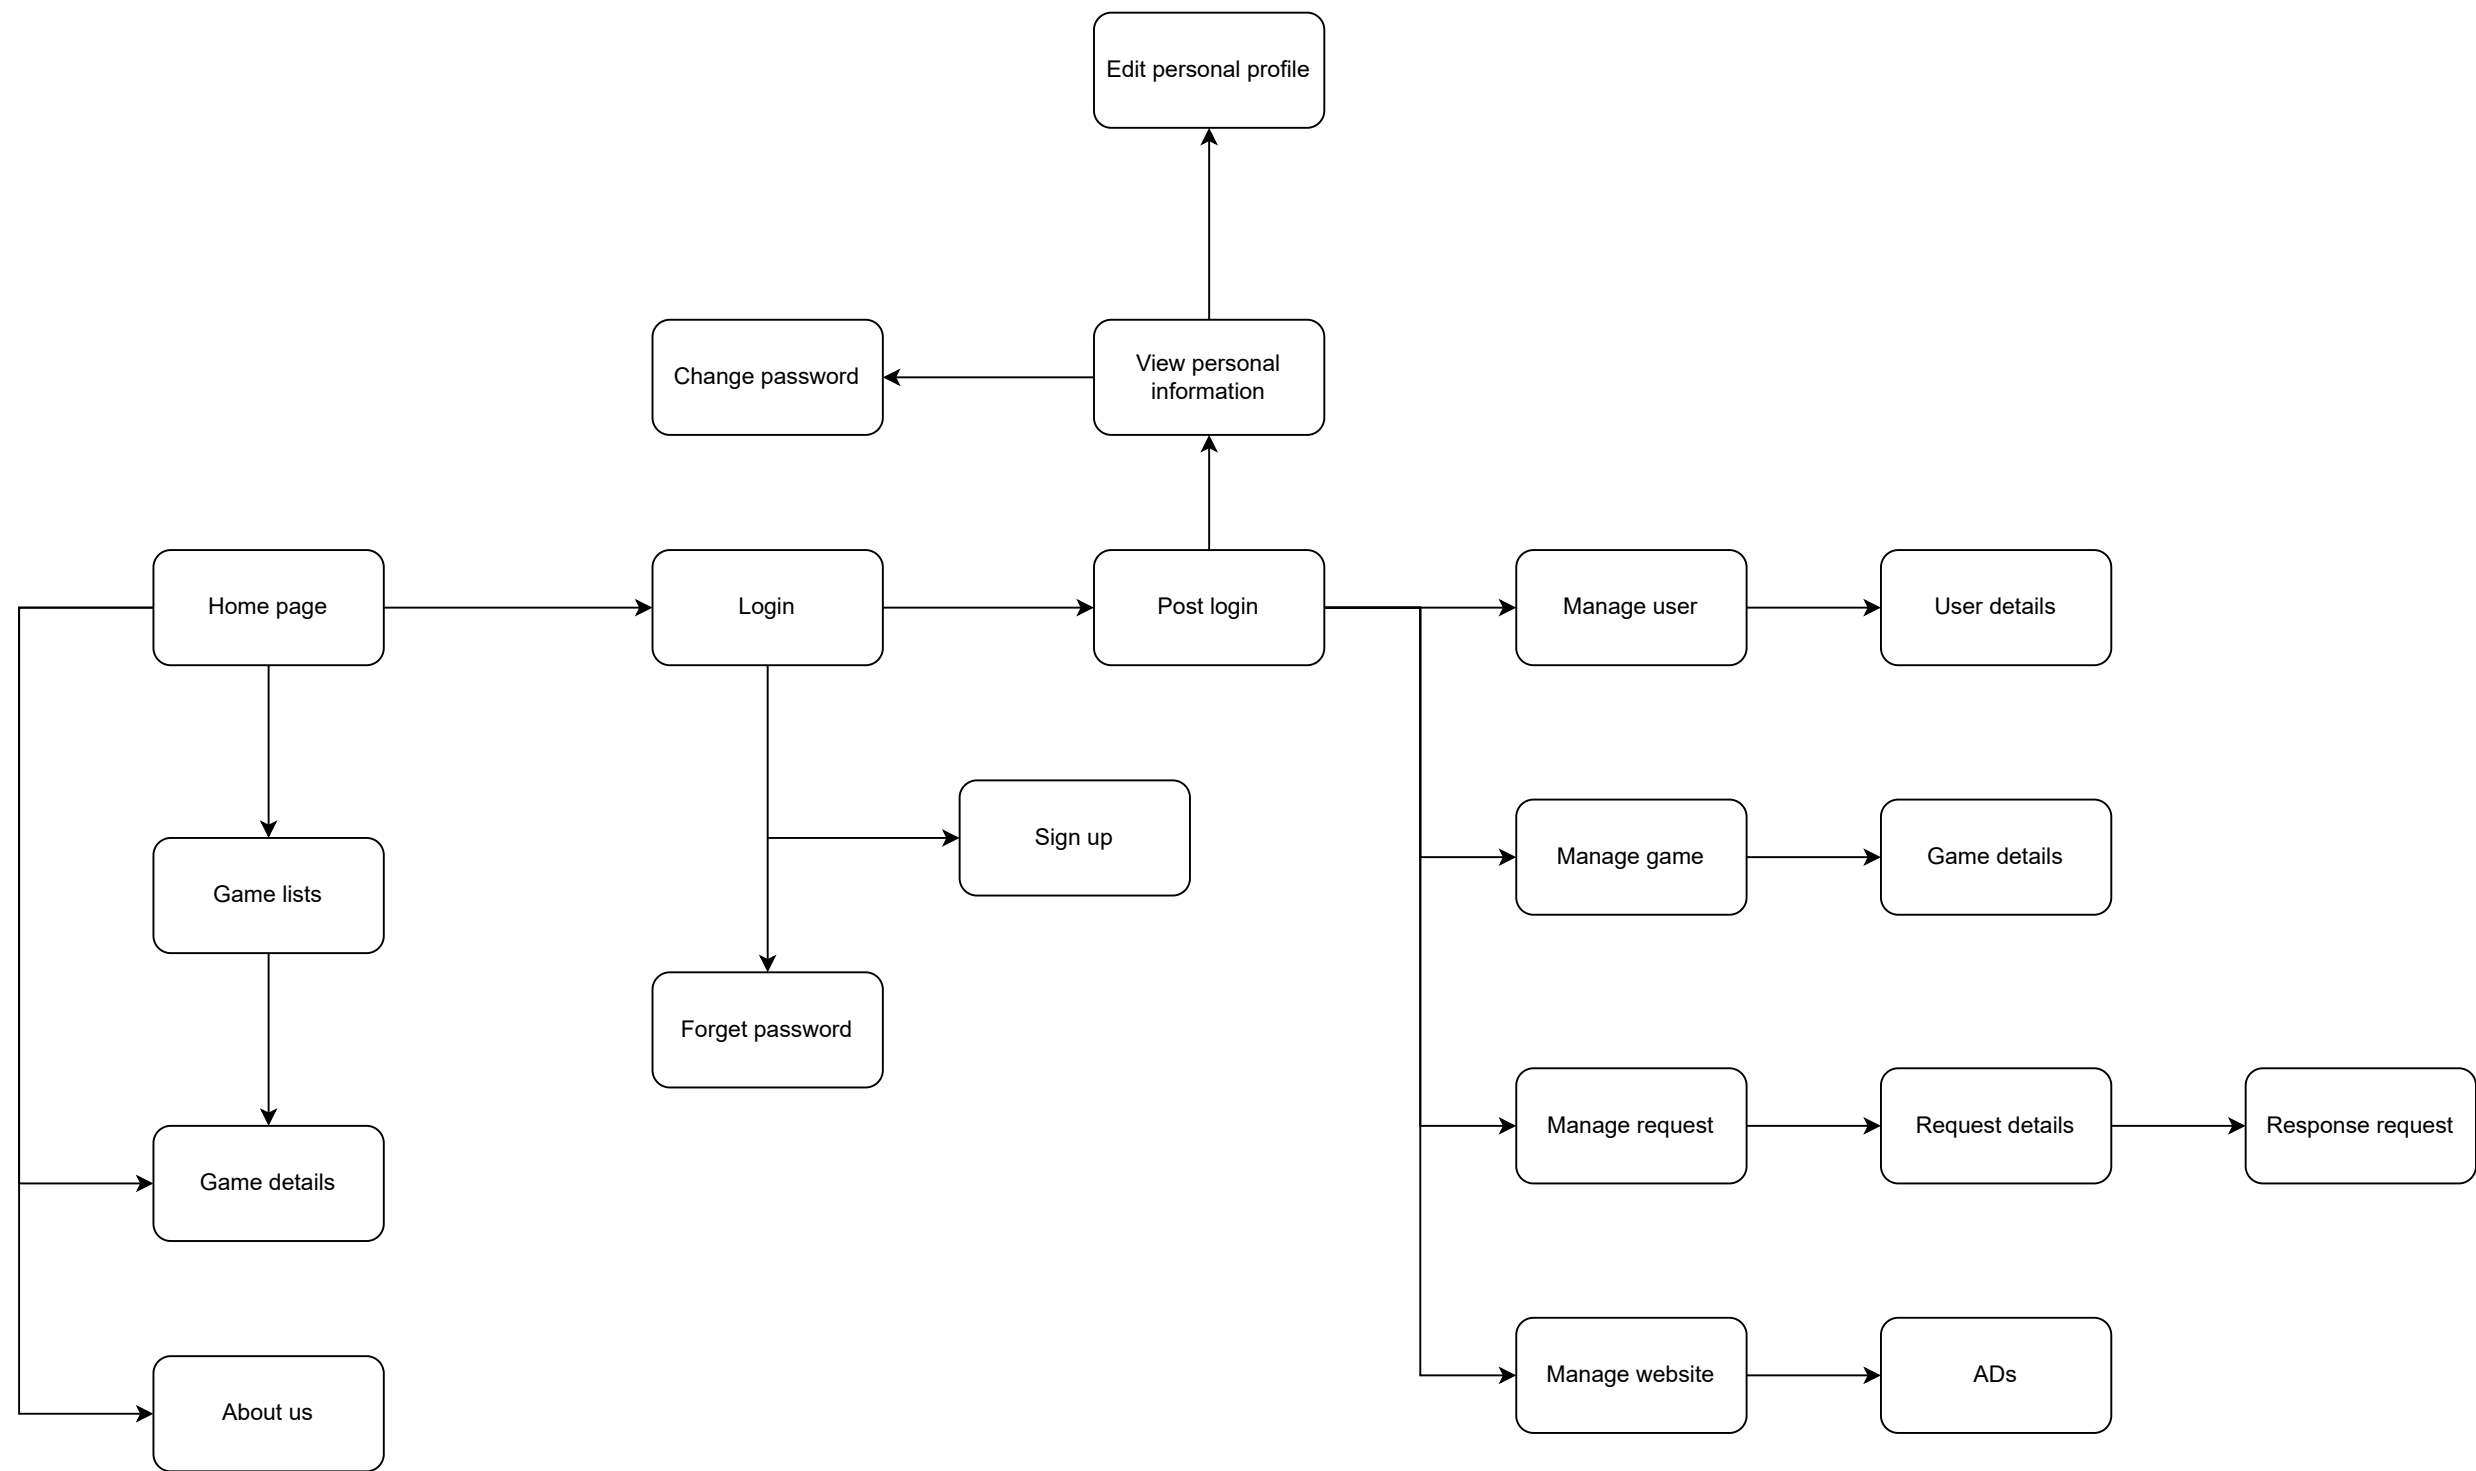 Edit personal profile
Change password
View personal
information
Home page
Login
Post login
Manage user
User details
Sign up
Manage game
Game details
Game lists
Forget password
Manage request
Request details
Response request
Game details
Manage website
ADs
About us